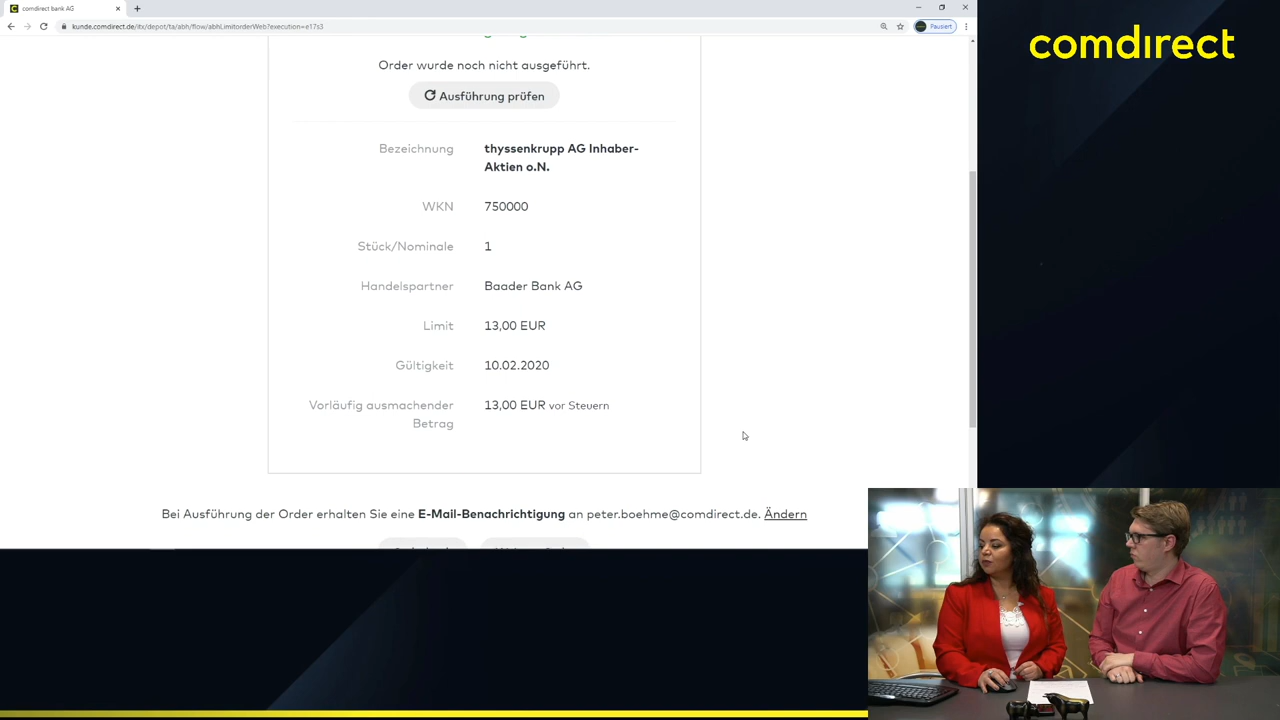 comdirect bank AG
kunde.comdirect.de/itx/depot/ta/abh/flow/abhLimitorderWeb?execution=e17s3
Pausiert
comdirect
Order wurde noch nicht ausgeführt.
Ausführung prüfen
Bezeichnung thyssenkrupp AG Inhaber-
Aktien o.N.
WKN 750000
Stück/Nominale 1
Handelspartner Baader Bank AG
Limit 13,00 EUR
Gültigkeit 10.02.2020
Vorläufig ausmachender 13,00 EUR vor Steuern
Betrag
Bei Ausführung der Order erhalten Sie eine E-Mail-Benachrichtigung an peter.boehme@comdirect.de. Ändern